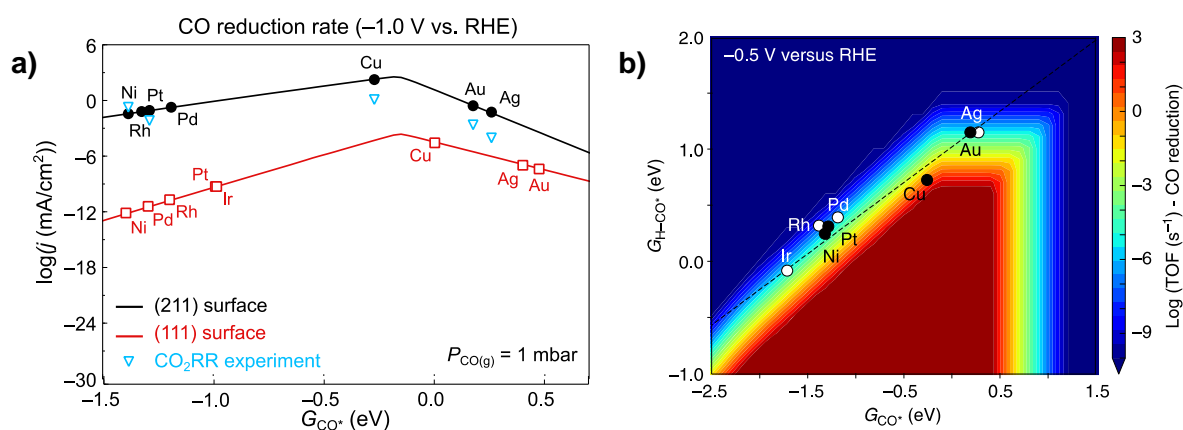 a)
CO reduction rate (–1.0 V vs. RHE)
log(j (mA/cm²))
6
0
–6
–12
–18
–24
–30
Ni
Pt
Rh
Pd
Cu
Au
Ag
Pt
Ir
Ni
Pd
Rh
Cu
Ag
Au
(211) surface
(111) surface
CO₂RR experiment
P_CO(g) = 1 mbar
–1.5
–1.0
–0.5
0.0
0.5
G_CO* (eV)
b)
–0.5 V versus RHE
G_H–CO* (eV)
2.0
1.0
0.0
–1.0
Ag
Au
Cu
Pd
Rh
Pt
Ni
Ir
–2.5
–1.5
–0.5
0.5
1.5
G_CO* (eV)
3
1
–1
–3
–5
–7
–9
Log (TOF (s⁻¹) - CO reduction)